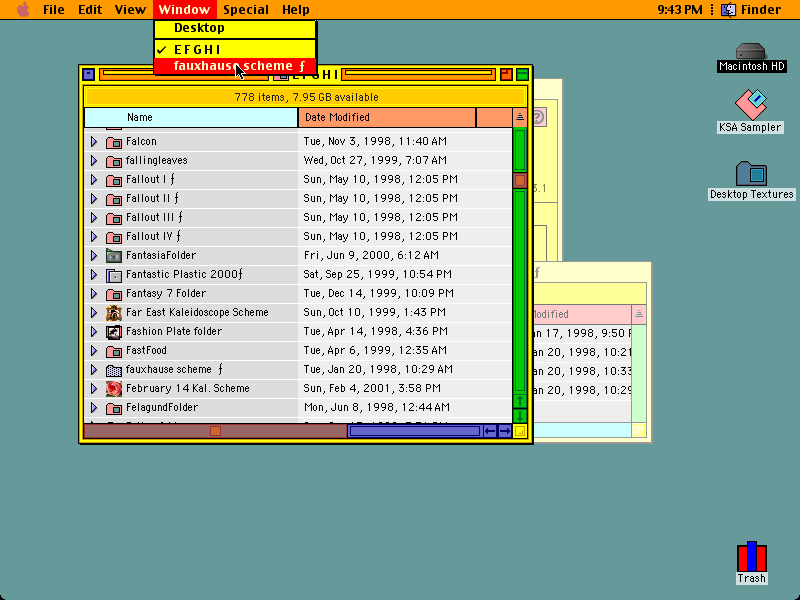 File Edit View Window Special Help 9:43 PM Finder
Desktop
✓ E F G H I
fauxhaus scheme ƒ
G H I
778 items, 7.95 GB available
Name Date Modified
Falcon Tue, Nov 3, 1998, 11:40 AM
fallingleaves Wed, Oct 27, 1999, 7:07 AM
Fallout I ƒ Sun, May 10, 1998, 12:05 PM
Fallout II ƒ Sun, May 10, 1998, 12:05 PM
Fallout III ƒ Sun, May 10, 1998, 12:05 PM
Fallout IV ƒ Sun, May 10, 1998, 12:05 PM
FantasiaFolder Fri, Jun 9, 2000, 6:12 AM
Fantastic Plastic 2000ƒ Sat, Sep 25, 1999, 10:54 PM
Fantasy 7 Folder Tue, Dec 14, 1999, 10:09 PM
Far East Kaleidoscope Scheme Sun, Oct 10, 1999, 1:43 PM
Fashion Plate folder Tue, Apr 14, 1998, 4:36 PM
FastFood Tue, Apr 6, 1999, 12:35 AM
fauxhause scheme ƒ Tue, Jan 20, 1998, 10:29 AM
February 14 Kal. Scheme Sun, Feb 4, 2001, 3:58 PM
FelagundFolder Mon, Jun 8, 1998, 12:44 AM
3.1
ƒ
Modified
an 17, 1998, 9:50
an 20, 1998, 10:21
an 20, 1998, 10:33
an 20, 1998, 10:29
Macintosh HD
KSA Sampler
Desktop Textures
Trash